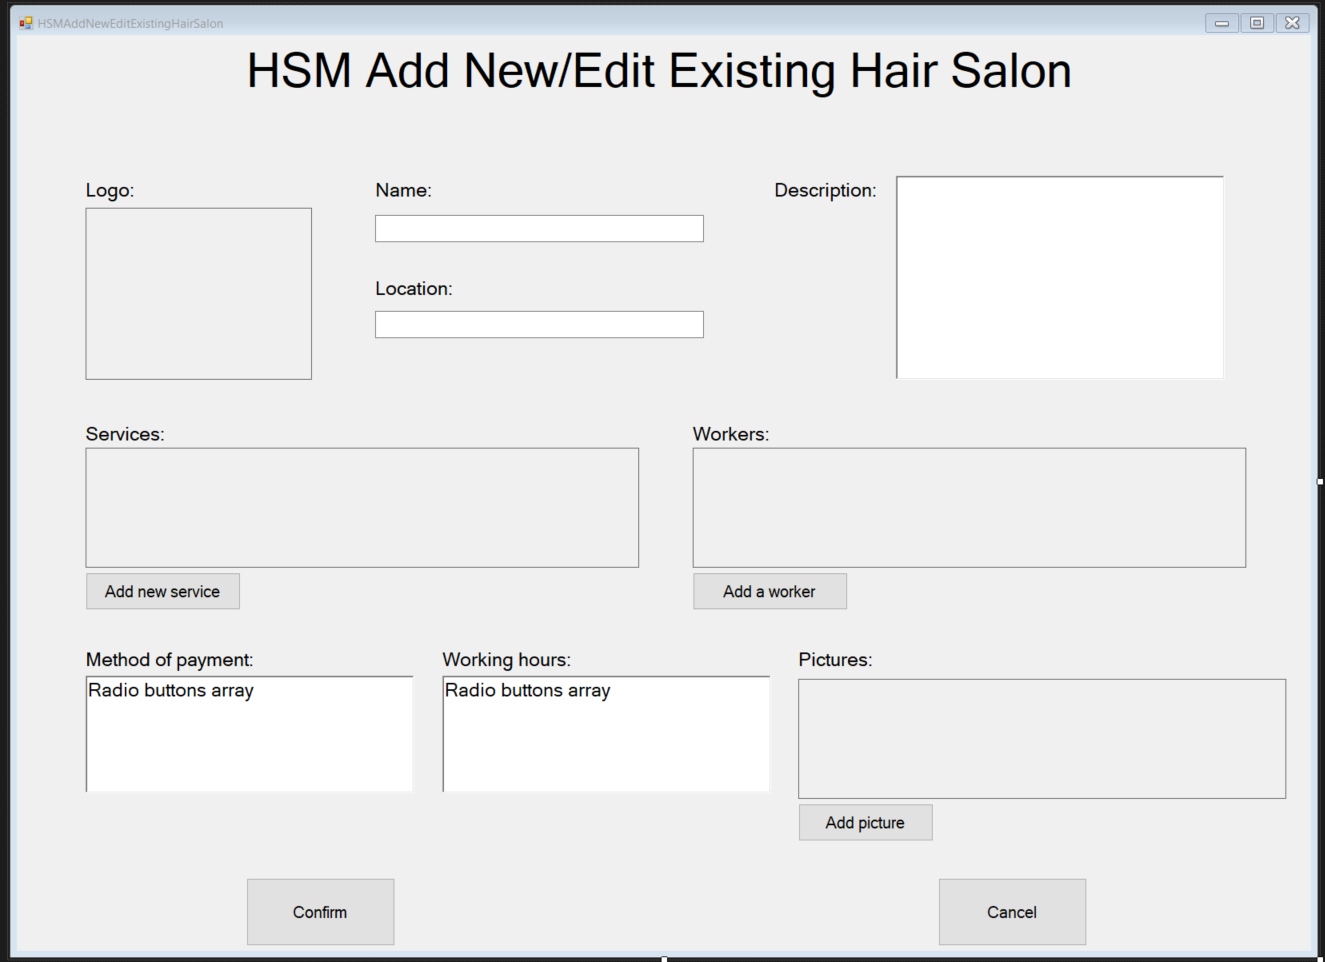 HSMAddNewEditExistingHairSalon
HSM Add New/Edit Existing Hair Salon
Logo:
Name:
Description:
Location:
Services:
Workers:
Add new service
Add a worker
Method of payment:
Working hours:
Pictures:
Radio buttons array
Radio buttons array
Add picture
Confirm
Cancel